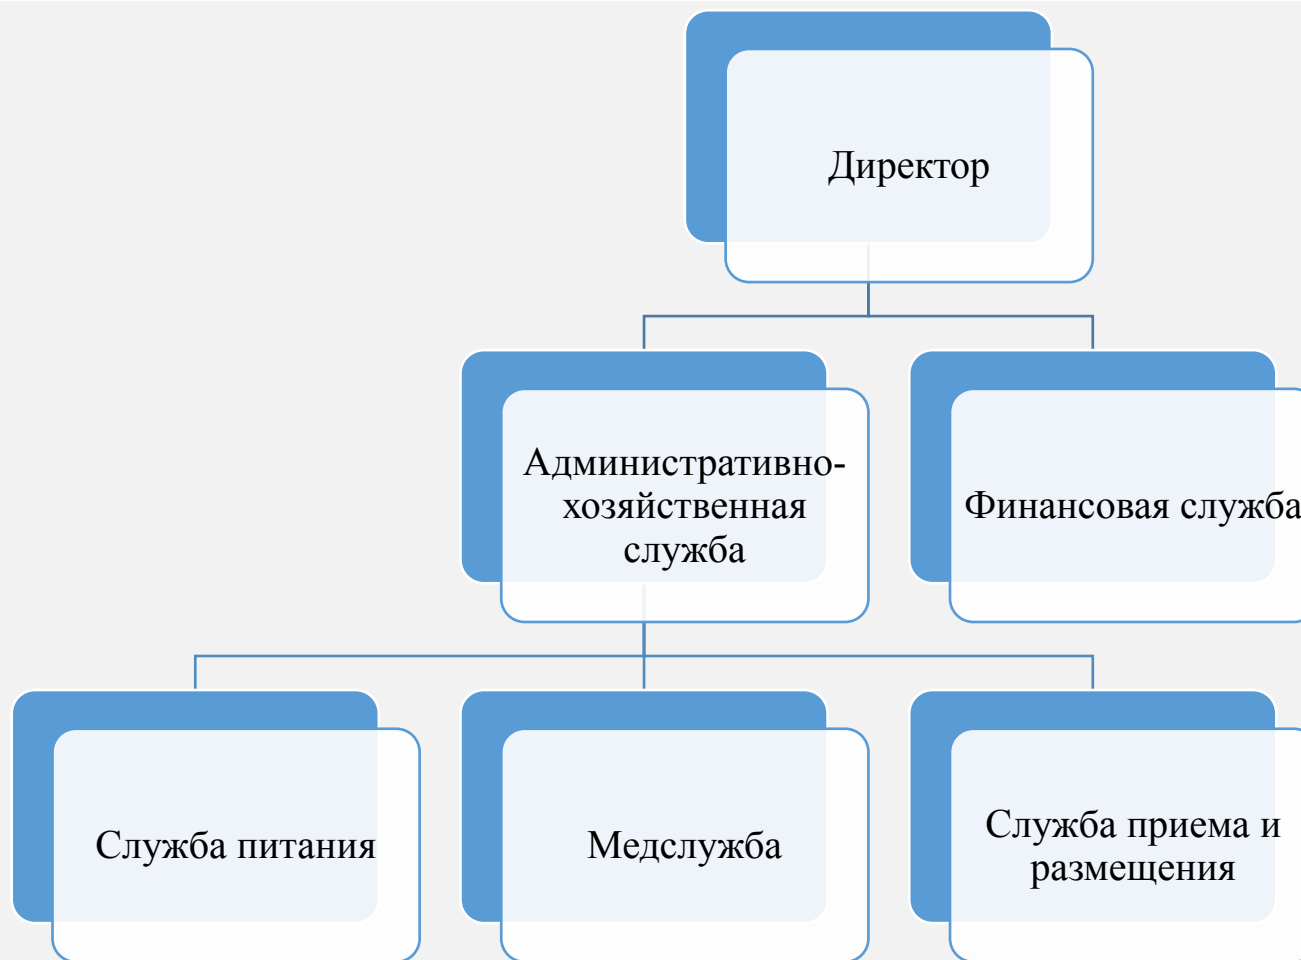 Директор
Административно-
хозяйственная
служба
Финансовая служба
Служба питания
Медслужба
Служба приема и
размещения